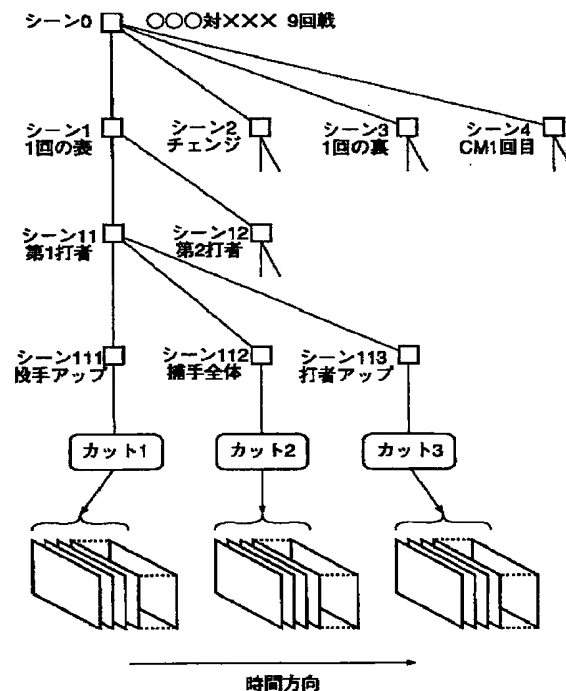 シーン0 ○○○対××× 9回戦
シーン1 シーン2 シーン3 シーン4
1回の表 チェンジ 1回の裏 CM1回目
シーン11 シーン12
第1打者 第2打者
シーン111 シーン112 シーン113
投手アップ 捕手全体 打者アップ
カット1 カット2 カット3
時間方向